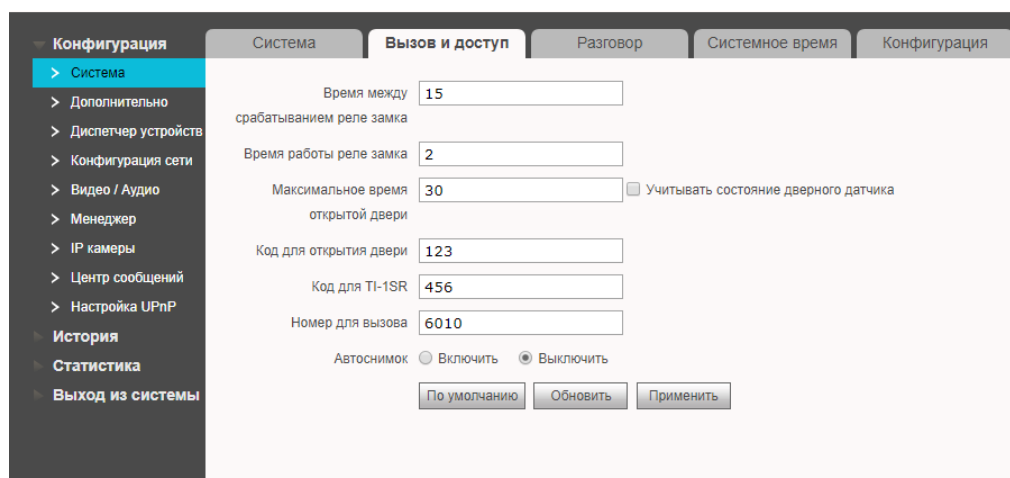 Конфигурация
Система
Дополнительно
Диспетчер устройств
Конфигурация сети
Видео / Аудио
Менеджер
IP камеры
Центр сообщений
Настройка UPnP
История
Статистика
Выход из системы
Система
Вызов и доступ
Разговор
Системное время
Конфигурация
Время между
срабатыванием реле замка
15
Время работы реле замка
2
Максимальное время
открытой двери
30
Учитывать состояние дверного датчика
Код для открытия двери
123
Код для TI-1SR
456
Номер для вызова
6010
Автоснимок
Включить
Выключить
По умолчанию
Обновить
Применить